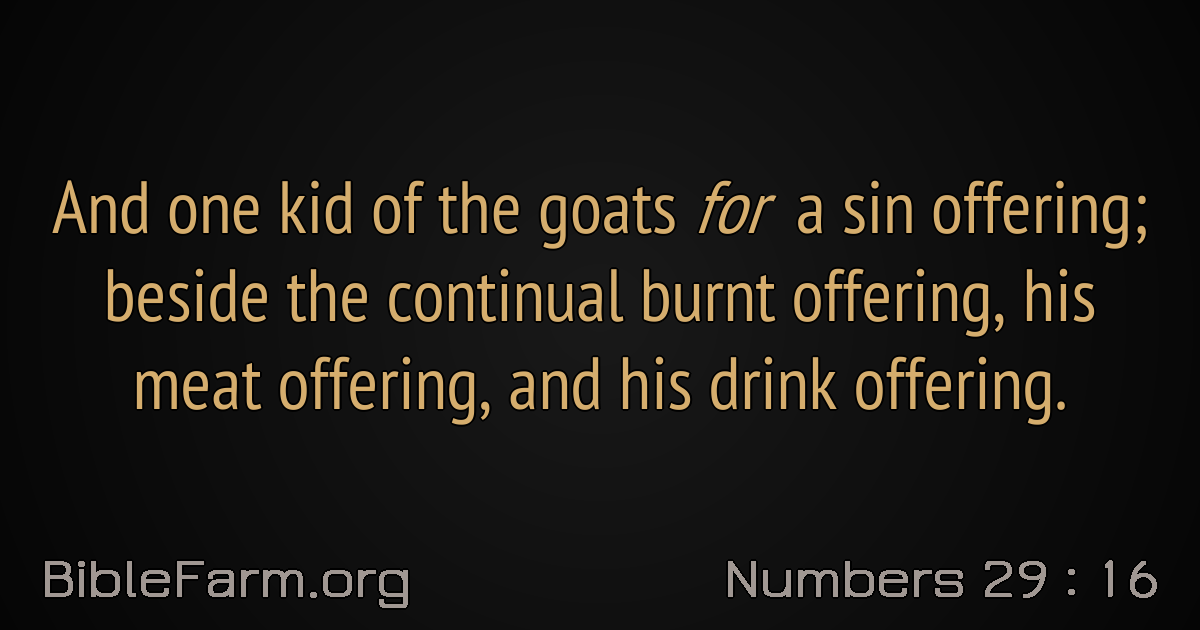 And one kid of the goats for a sin offering;
beside the continual burnt offering, his
meat offering, and his drink offering.
BibleFarm.org
Numbers 29 : 16